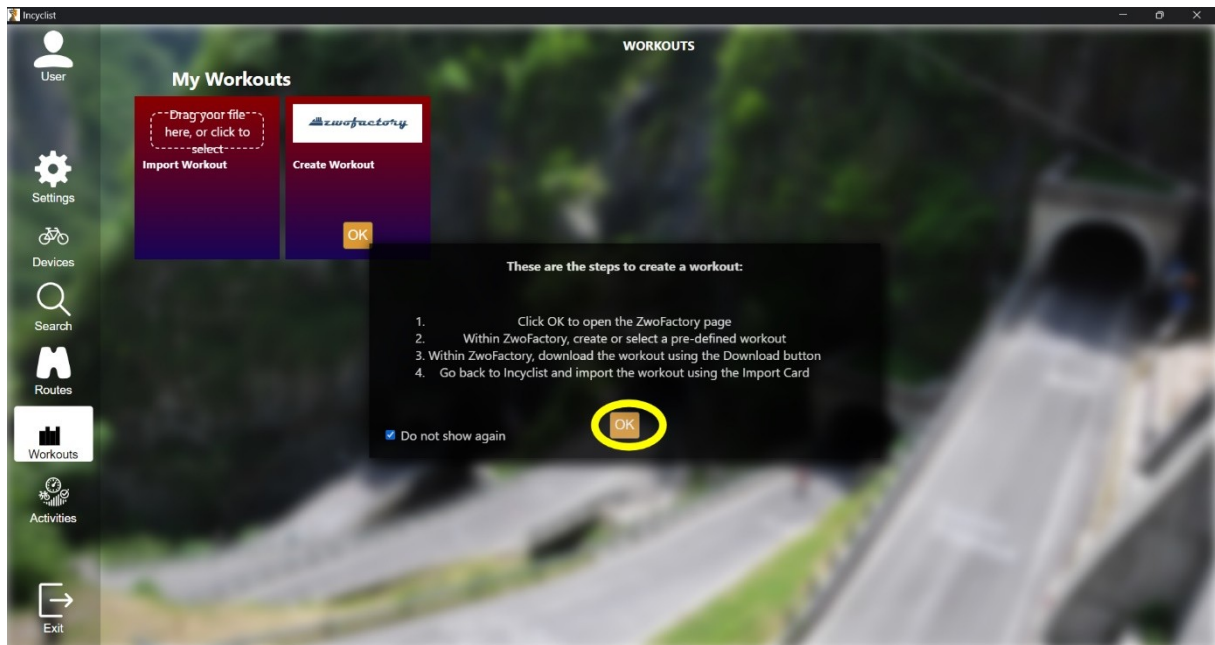 Incyclist
WORKOUTS
User
My Workouts
Drag your file
here, or click to
select
Import Workout
zwofactory
Create Workout
OK
Settings
Devices
Search
Routes
Workouts
Activities
Exit
These are the steps to create a workout:
1. Click OK to open the ZwoFactory page
2. Within ZwoFactory, create or select a pre-defined workout
3. Within ZwoFactory, download the workout using the Download button
4. Go back to Incyclist and import the workout using the Import Card
Do not show again
OK